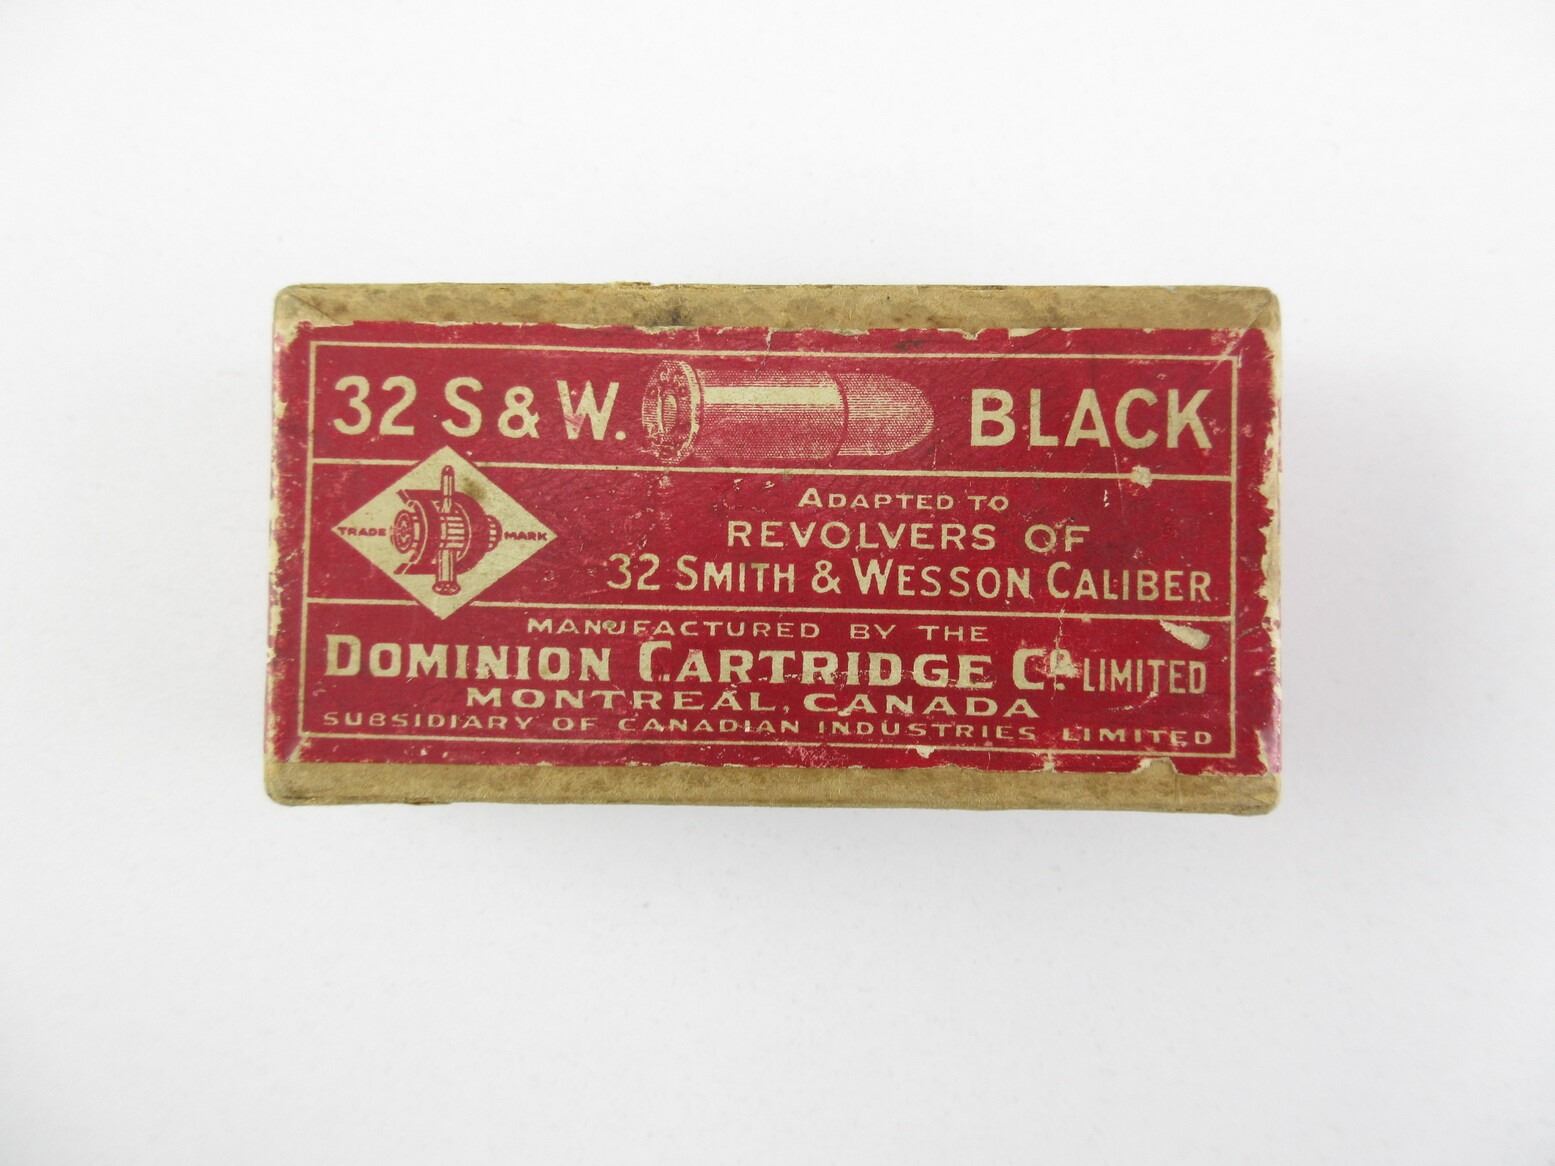 32 S & W. BLACK
TRADE MARK
ADAPTED TO
REVOLVERS OF
32 SMITH & WESSON CALIBER
MANUFACTURED BY THE
DOMINION CARTRIDGE Co. LIMITED
MONTREAL, CANADA
SUBSIDIARY OF CANADIAN INDUSTRIES LIMITED